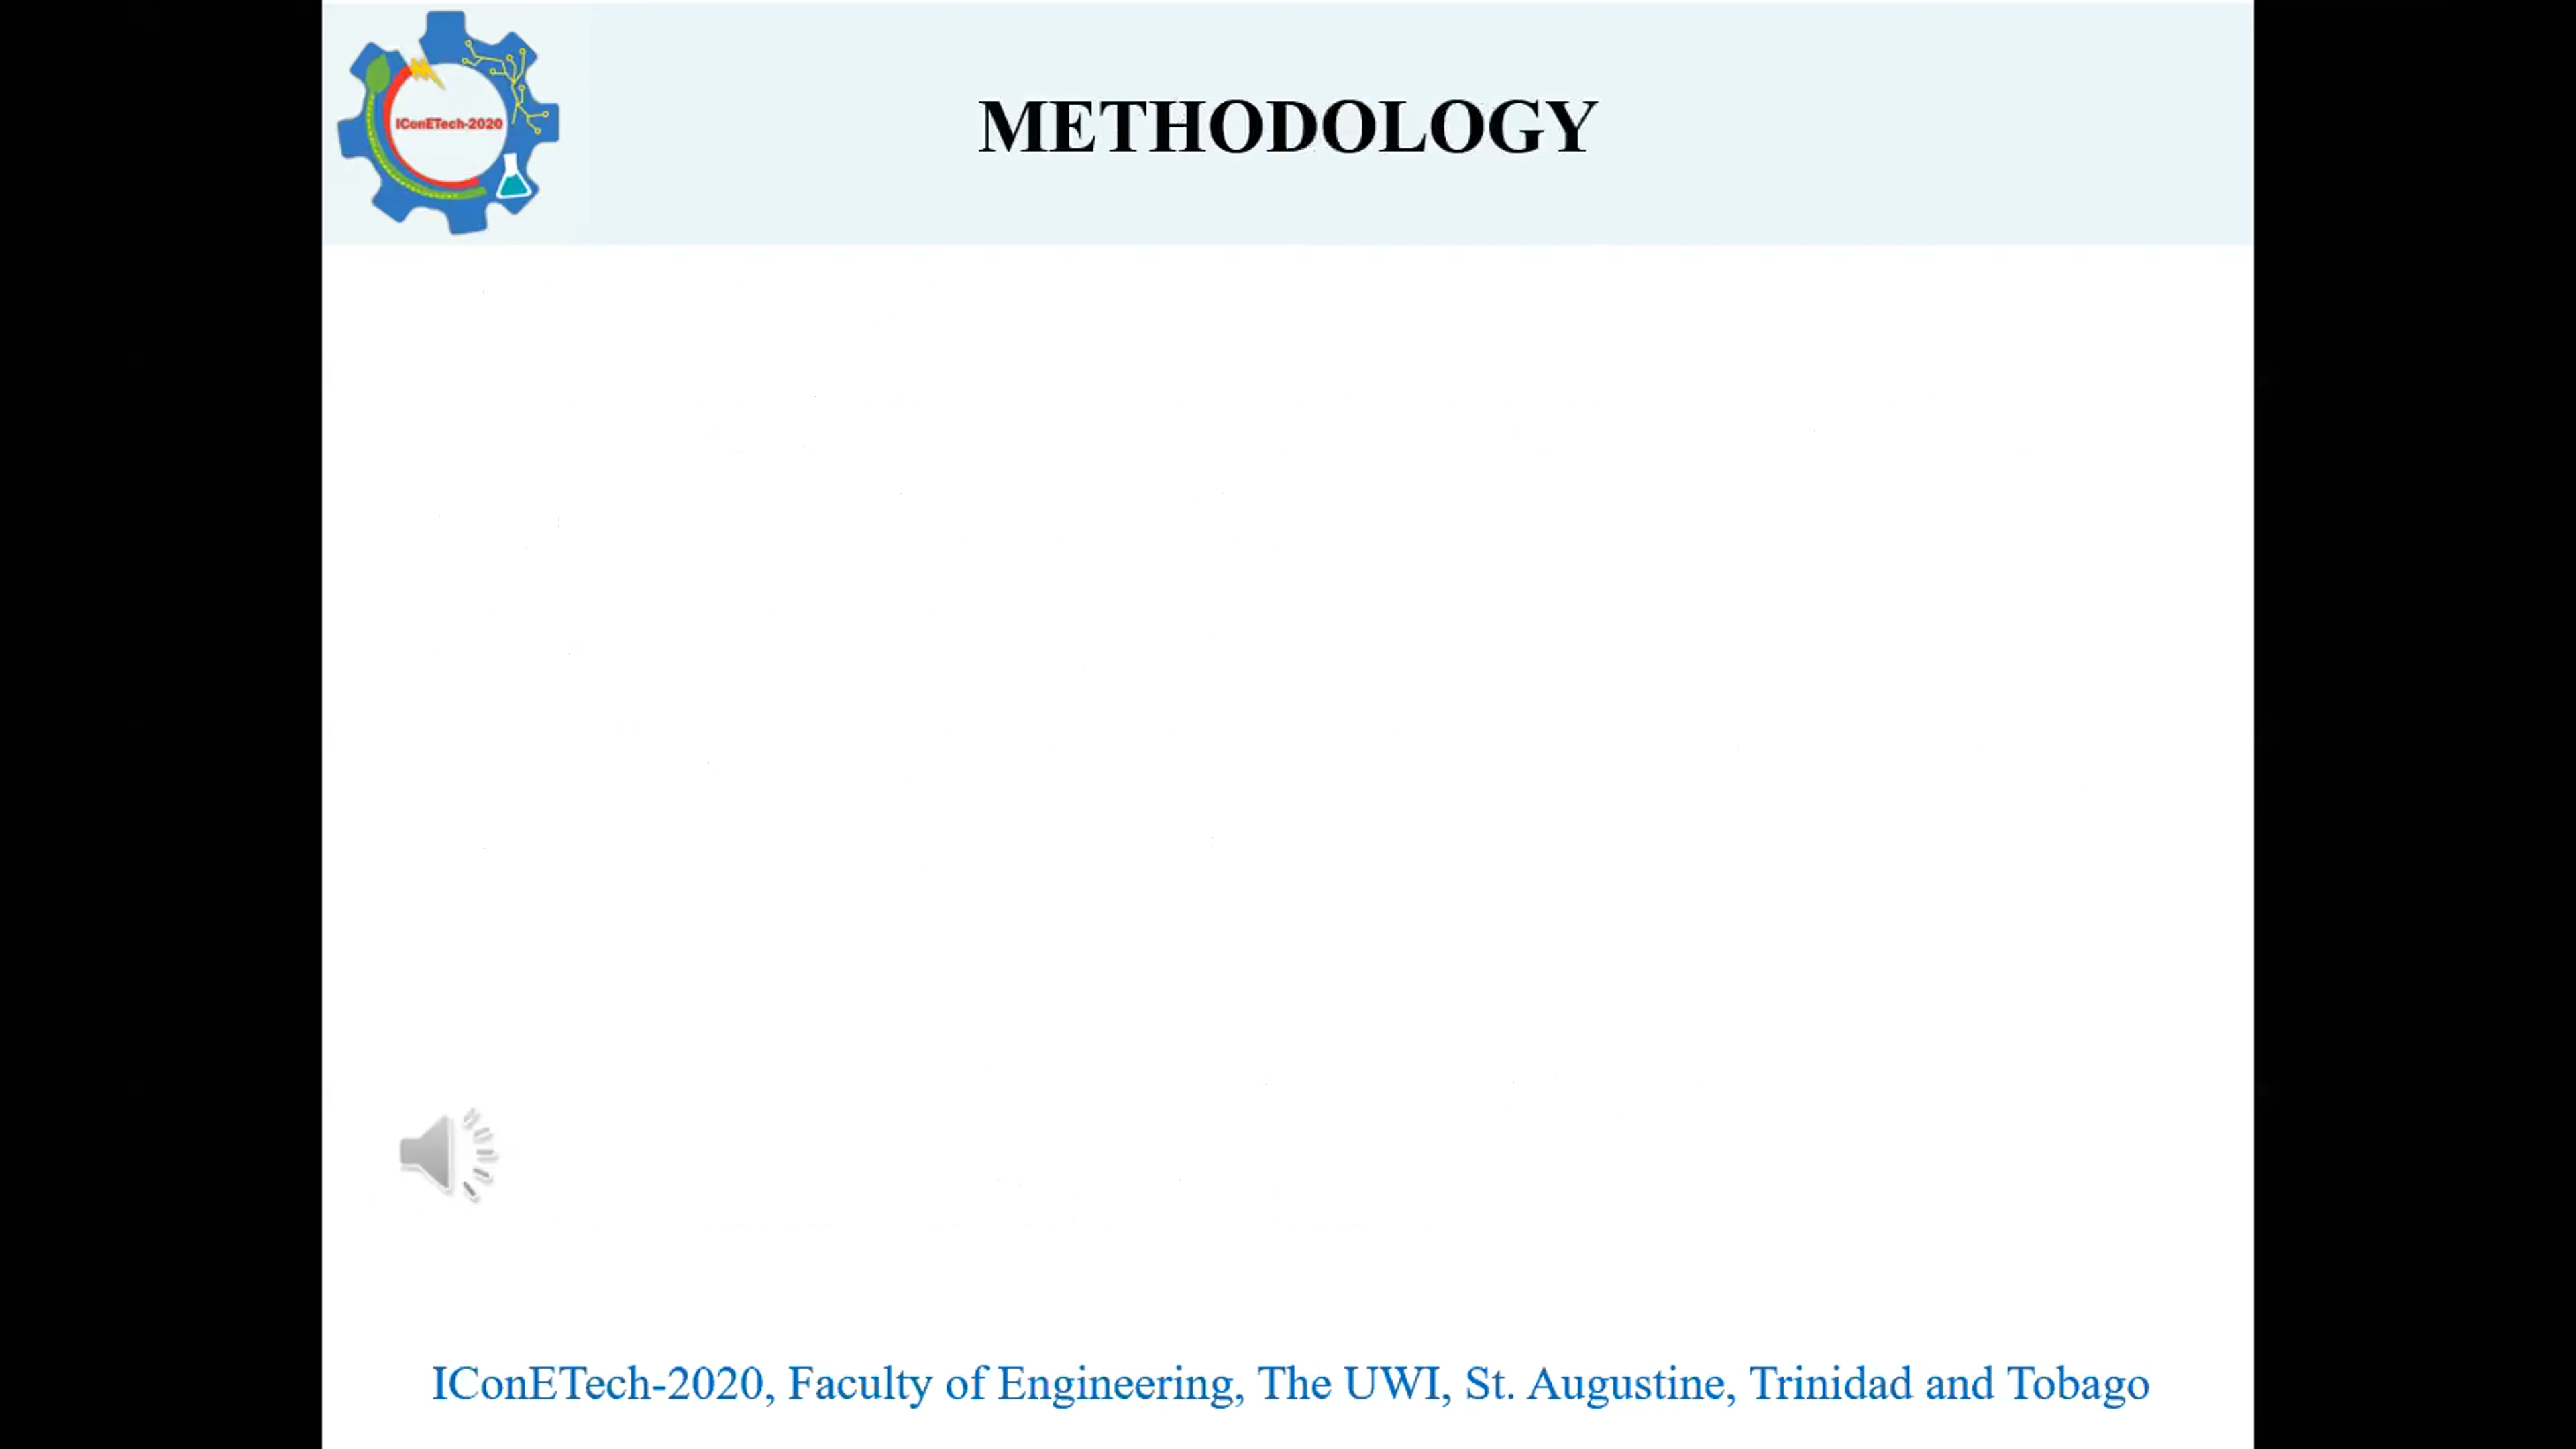 IConETech-2020
METHODOLOGY
IConETech-2020, Faculty of Engineering, The UWI, St. Augustine, Trinidad and Tobago